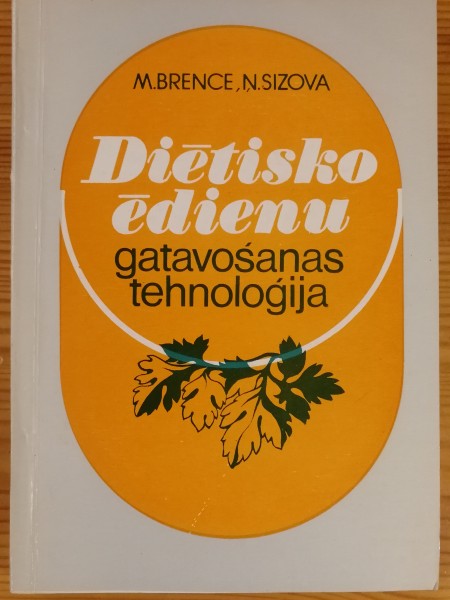 M.BRENCE, Ņ.SIZOVA
Diētisko
ēdienu
gatavošanas
tehnoloģija